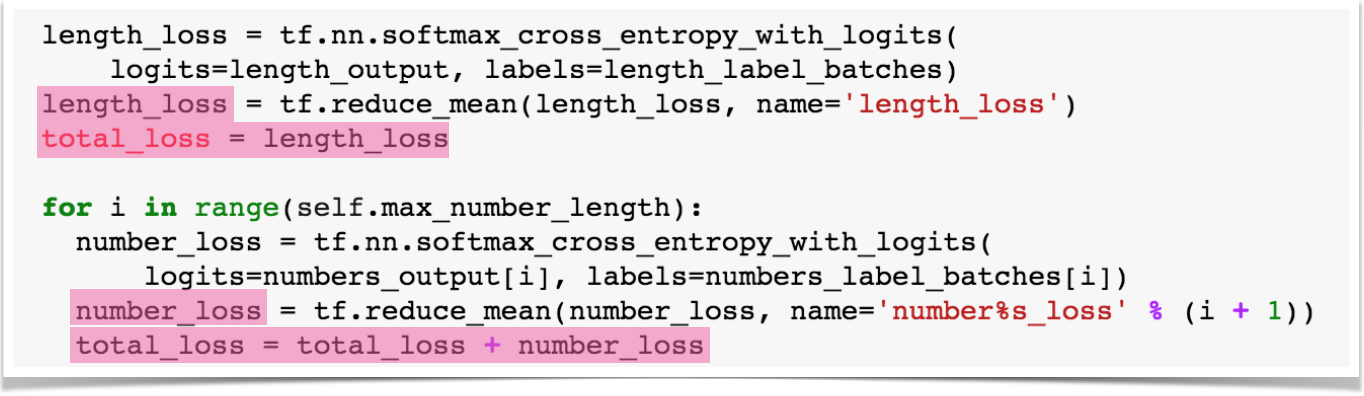 length_loss = tf.nn.softmax_cross_entropy_with_logits(
    logits=length_output, labels=length_label_batches)
length_loss = tf.reduce_mean(length_loss, name='length_loss')
total_loss = length_loss

for i in range(self.max_number_length):
  number_loss = tf.nn.softmax_cross_entropy_with_logits(
      logits=numbers_output[i], labels=numbers_label_batches[i])
  number_loss = tf.reduce_mean(number_loss, name='number%s_loss' % (i + 1))
  total_loss = total_loss + number_loss